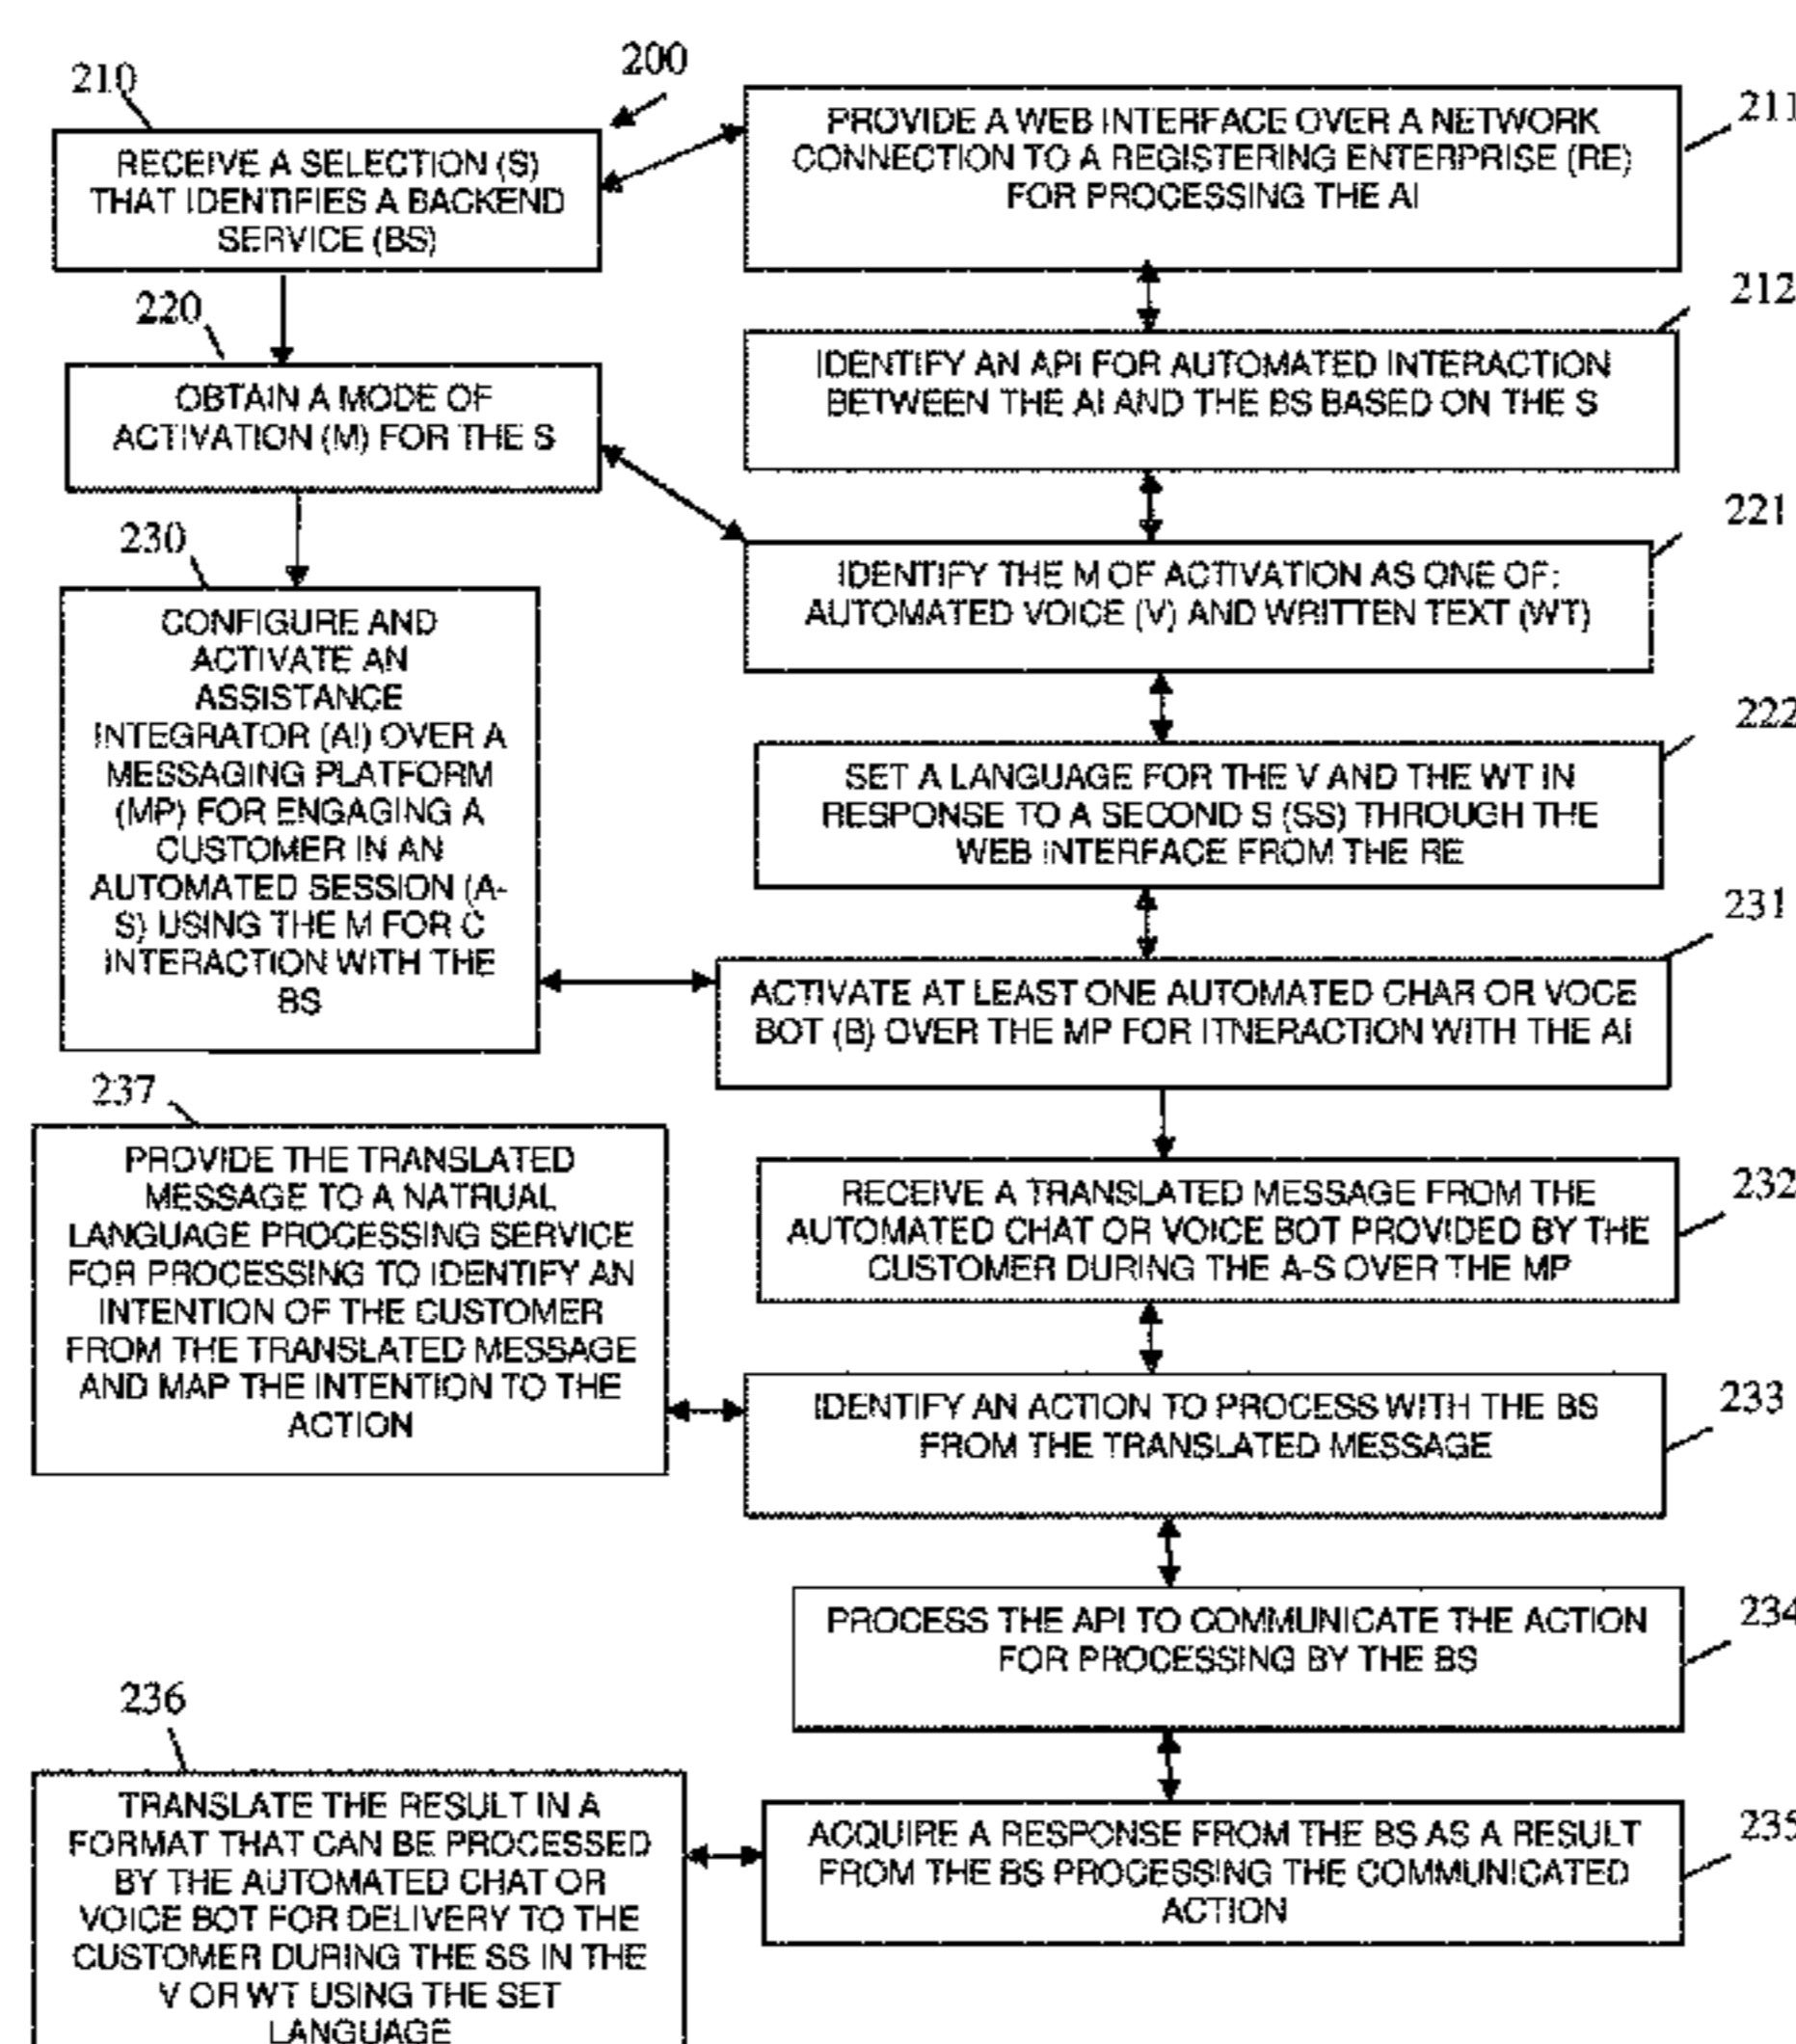 200
210
RECEIVE A SELECTION (S)
THAT IDENTIFIES A BACKEND
SERVICE (BS)
211
PROVIDE A WEB INTERFACE OVER A NETWORK
CONNECTION TO A REGISTERING ENTERPRISE (RE)
FOR PROCESSING THE AI
212
IDENTIFY AN API FOR AUTOMATED INTERACTION
BETWEEN THE AI AND THE BS BASED ON THE S
220
OBTAIN A MODE OF
ACTIVATION (M) FOR THE S
221
IDENTIFY THE M OF ACTIVATION AS ONE OF:
AUTOMATED VOICE (V) AND WRITTEN TEXT (WT)
222
SET A LANGUAGE FOR THE V AND THE WT IN
RESPONSE TO A SECOND S (SS) THROUGH THE
WEB INTERFACE FROM THE RE
230
CONFIGURE AND
ACTIVATE AN
ASSISTANCE
INTEGRATOR (AI) OVER A
MESSAGING PLATFORM
(MP) FOR ENGAGING A
CUSTOMER IN AN
AUTOMATED SESSION (A-
S) USING THE M FOR C
INTERACTION WITH THE
BS
231
ACTIVATE AT LEAST ONE AUTOMATED CHAR OR VOCE
BOT (B) OVER THE MP FOR ITNERACTION WITH THE AI
232
RECEIVE A TRANSLATED MESSAGE FROM THE
AUTOMATED CHAT OR VOICE BOT PROVIDED BY THE
CUSTOMER DURING THE A-S OVER THE MP
237
PROVIDE THE TRANSLATED
MESSAGE TO A NATRUAL
LANGUAGE PROCESSING SERVICE
FOR PROCESSING TO IDENTIFY AN
INTENTION OF THE CUSTOMER
FROM THE TRANSLATED MESSAGE
AND MAP THE INTENTION TO THE
ACTION
233
IDENTIFY AN ACTION TO PROCESS WITH THE BS
FROM THE TRANSLATED MESSAGE
234
PROCESS THE API TO COMMUNICATE THE ACTION
FOR PROCESSING BY THE BS
235
ACQUIRE A RESPONSE FROM THE BS AS A RESULT
FROM THE BS PROCESSING THE COMMUNICATED
ACTION
236
TRANSLATE THE RESULT IN A
FORMAT THAT CAN BE PROCESSED
BY THE AUTOMATED CHAT OR
VOICE BOT FOR DELIVERY TO THE
CUSTOMER DURING THE SS IN THE
V OR WT USING THE SET
LANGUAGE